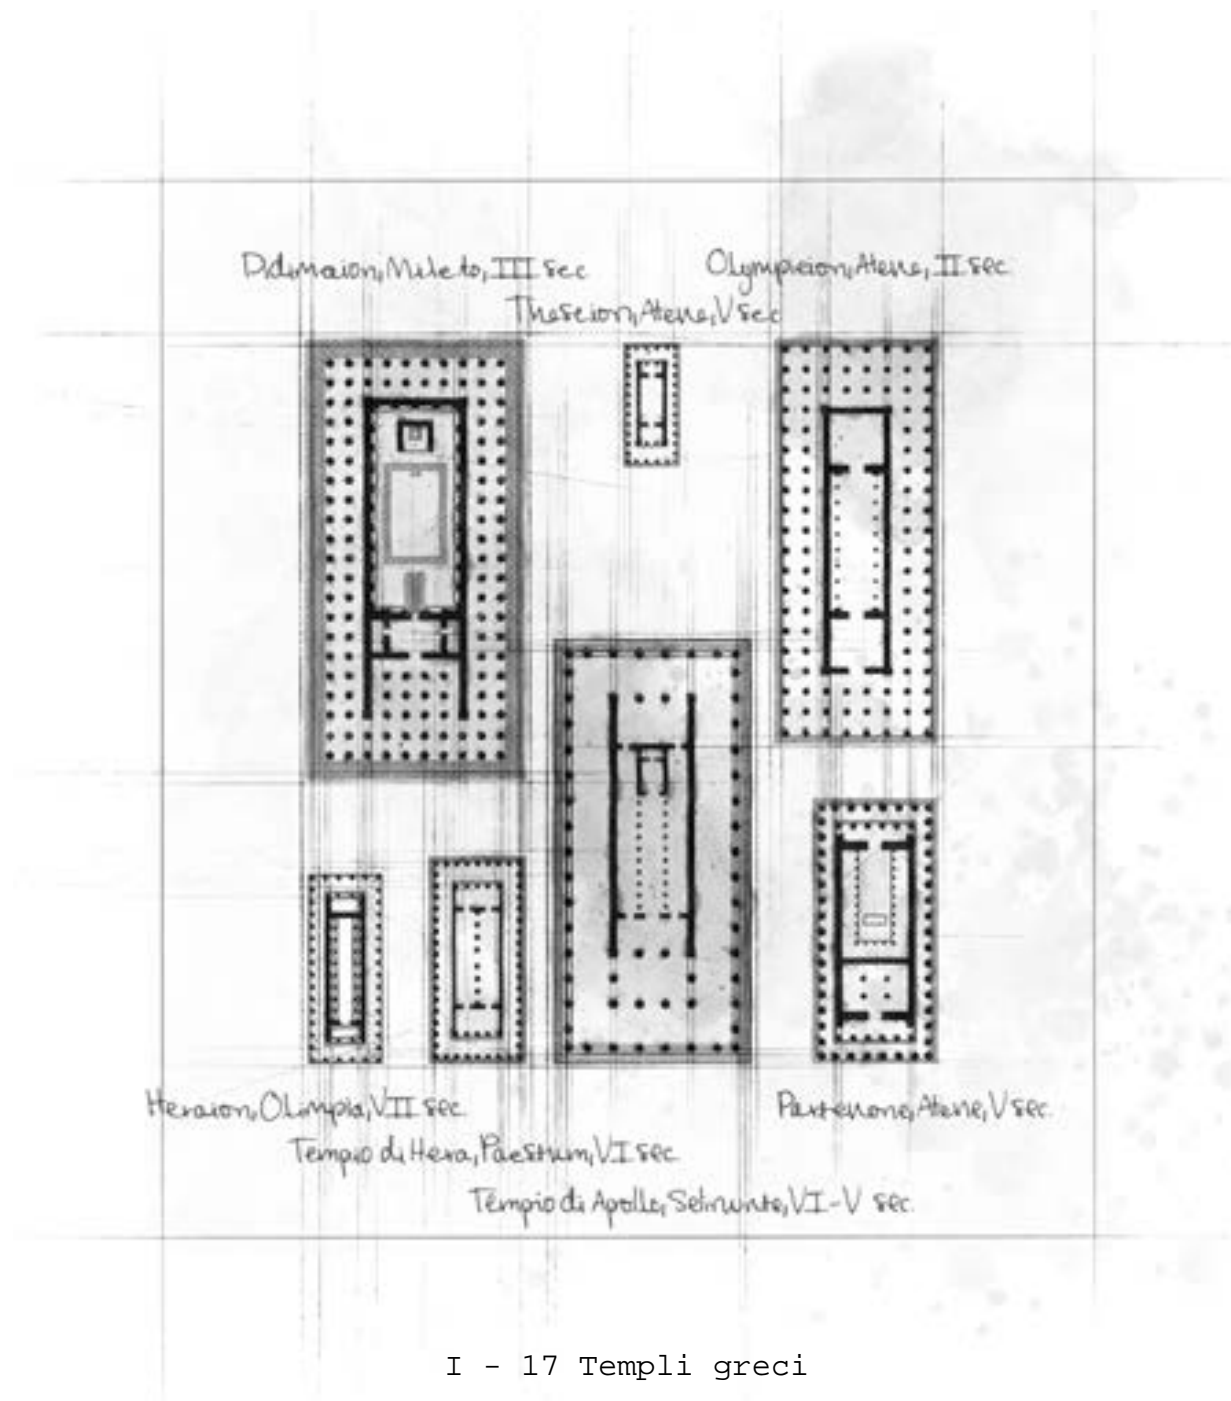 Didimaion, Mileto, III sec
Olympieion, Atene, II sec.
Theseion, Atene, V sec
Heraion, Olimpia, VII sec.
Partenone, Atene, V sec.
Tempio di Hera, Paestum, VI sec.
Tempio di Apollo, Selinunte, VI-V sec.
I - 17 Templi greci